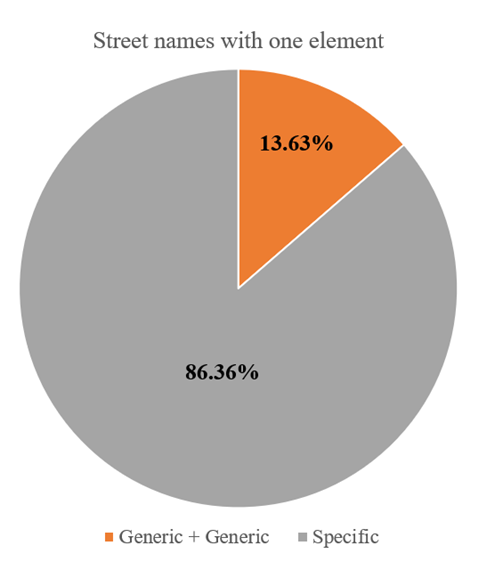 Street names with one element
13.63%
86.36%
Generic + Generic
Specific